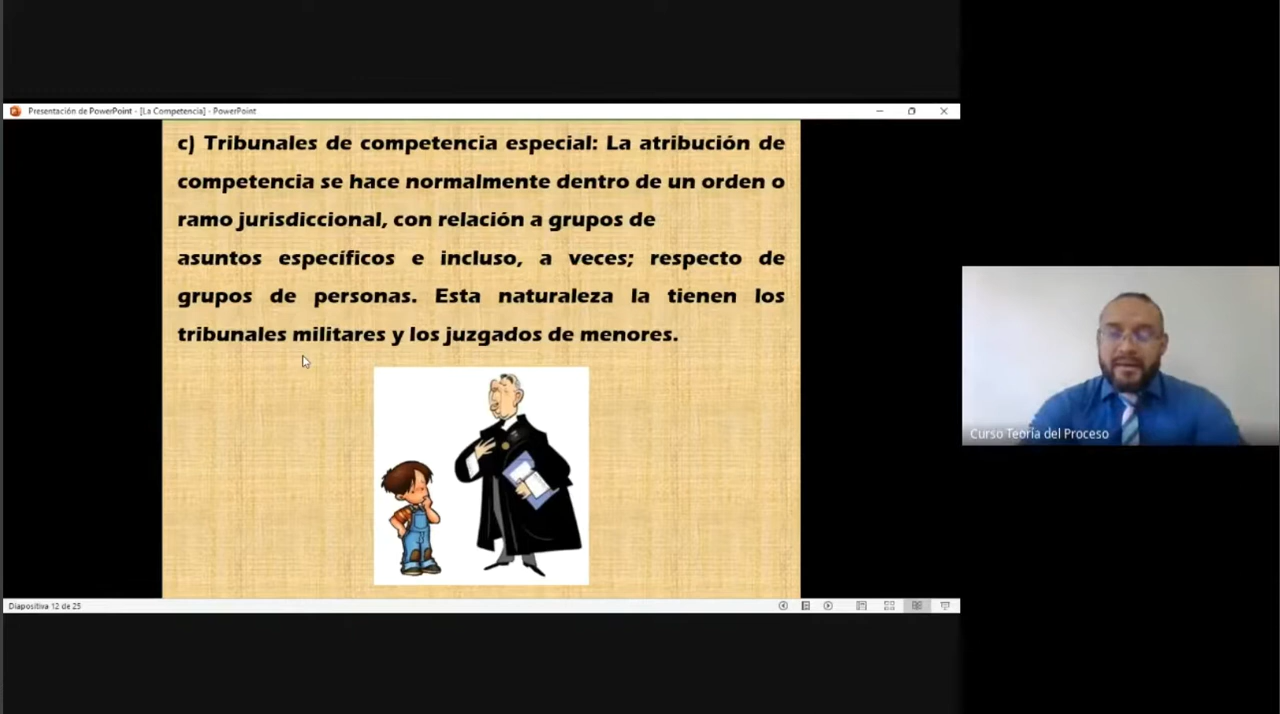 Presentación de PowerPoint - [La Competencia] - PowerPoint
c) Tribunales de competencia especial: La atribución de
competencia se hace normalmente dentro de un orden o
ramo jurisdiccional, con relación a grupos de
asuntos específicos e incluso, a veces; respecto de
grupos de personas. Esta naturaleza la tienen los
tribunales militares y los juzgados de menores.
Curso Teoría del Proceso
Diapositiva 12 de 25